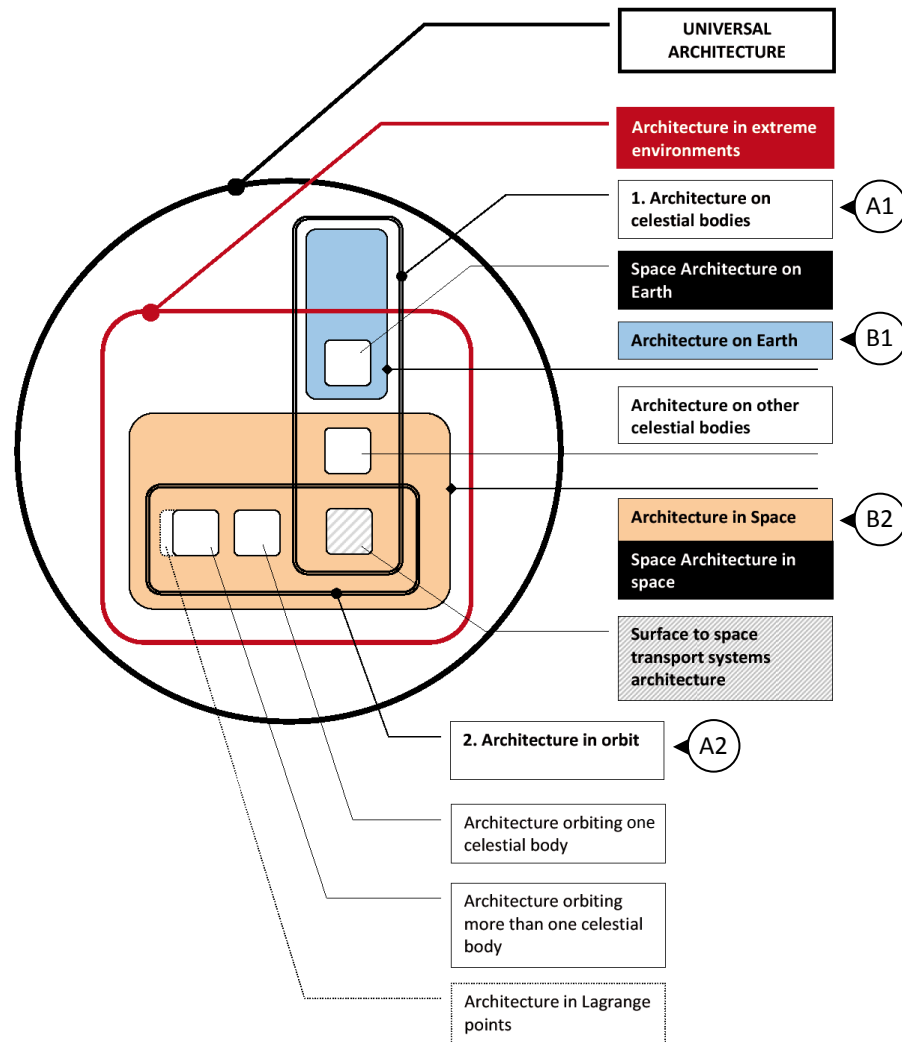 UNIVERSAL
ARCHITECTURE
Architecture in extreme
environments
1. Architecture on
celestial bodies
A1
Space Architecture on
Earth
Architecture on Earth
B1
Architecture on other
celestial bodies
Architecture in Space
B2
Space Architecture in
space
Surface to space
transport systems
architecture
2. Architecture in orbit
A2
Architecture orbiting one
celestial body
Architecture orbiting
more than one celestial
body
Architecture in Lagrange
points